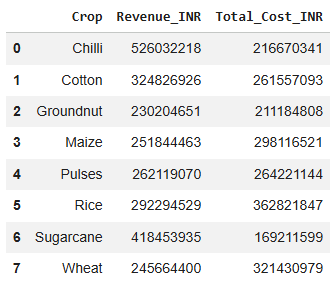 Crop Revenue_INR Total_Cost_INR
0 Chilli 526032218 216670341
1 Cotton 324826926 261557093
2 Groundnut 230204651 211184808
3 Maize 251844463 298116521
4 Pulses 262119070 264221144
5 Rice 292294529 362821847
6 Sugarcane 418453935 169211599
7 Wheat 245664400 321430979